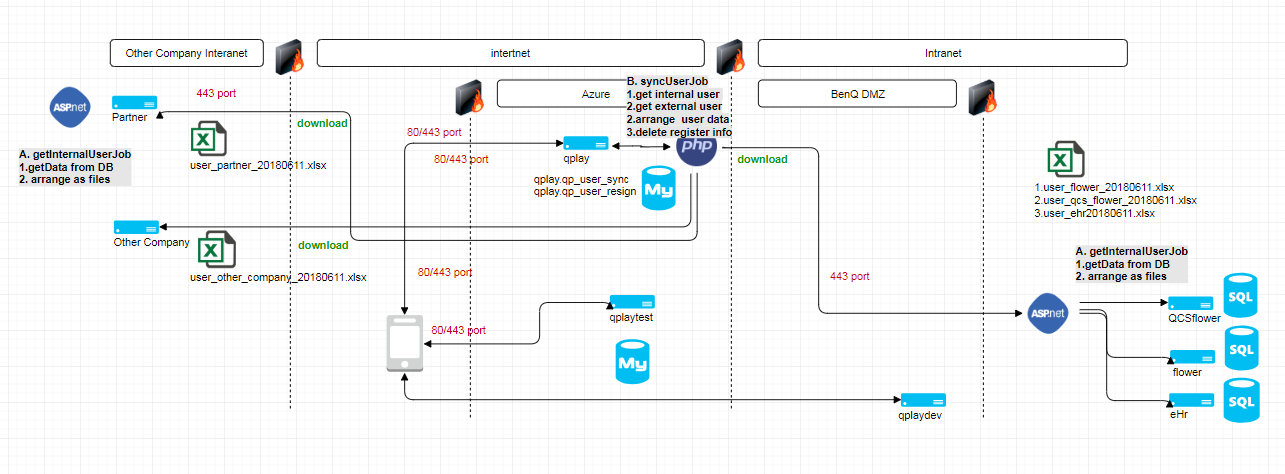 Other Company Interanet
intertnet
Intranet
Azure
BenQ DMZ
B. syncUserJob
1.get internal user
2.get external user
2.arrange user data
3.delete register info
ASP.net
Partner
443 port
download
A. getInternalUserJob
1.getData from DB
2. arrange as files
user_partner_20180611.xlsx
80/443 port
80/443 port
qplay
php
download
qplay.qp_user_sync
qplay.qp_user_resign
My
1.user_flower_20180611.xlsx
2.user_qcs_flower_20180611.xlsx
3.user_ehr20180611.xlsx
Other Company
download
user_other_company_20180611.xlsx
80/443 port
443 port
A. getInternalUserJob
1.getData from DB
2. arrange as files
80/443 port
qplaytest
My
ASP.net
QCSflower
SQL
flower
SQL
eHr
SQL
qplaydev